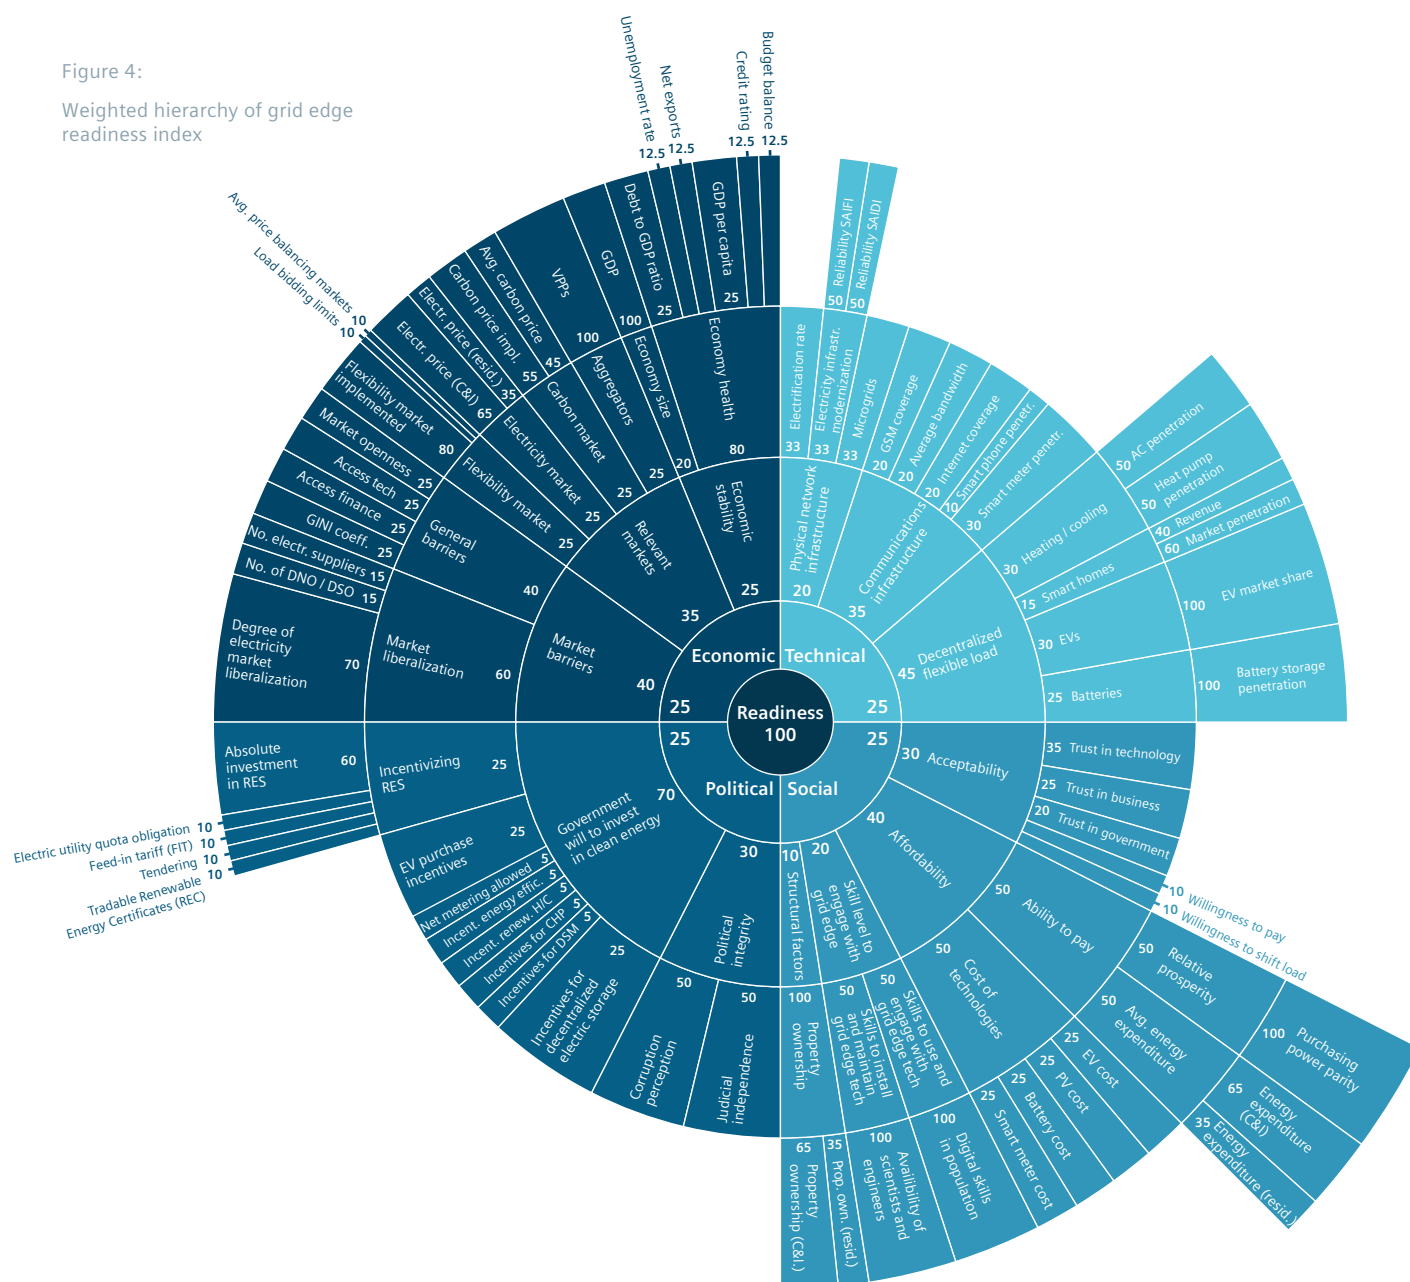 Figure 4:
Weighted hierarchy of grid edge
readiness index
Readiness
100
Economic
25
Technical
25
Social
25
Political
25
Economic
stability
25
Economy health
80
Budget balance
12.5
Credit rating
12.5
GDP per capita
25
Net exports
12.5
Unemployment rate
12.5
Debt to
GDP ratio
25
Economy size
20
GDP
100
Relevant
markets
35
Aggregators
25
VPPs
100
Carbon market
25
Avg. carbon price
45
Carbon price impl.
55
Electricity market
25
Electr. price (resid.)
35
Electr. price (C&I)
65
Flexibility market
25
Avg. price balancing markets
10
Load bidding limits
10
Flexibility market
implemented
80
Market
barriers
40
General
barriers
40
Market openness
25
Access tech
25
Access finance
25
GINI coeff.
25
Market
liberalization
60
No. electr. suppliers
15
No. of DNO / DSO
15
Degree of
electricity
market
liberalization
70
Physical network
infrastructure
20
Electrification rate
33
Electricity infrastr.
modernization
33
Reliability SAIFI
50
Reliability SAIDI
50
Microgrids
33
Communications
infrastructure
35
GSM coverage
20
Average bandwidth
20
Internet coverage
20
Smart phone penetr.
10
Smart meter penetr.
30
Decentralized
flexible load
45
Heating / cooling
30
AC penetration
50
Heat pump
penetration
50
Smart homes
15
Revenue
40
Market penetration
60
EVs
30
EV market share
100
Batteries
25
Battery storage
penetration
100
Acceptability
30
Trust in technology
35
Trust in business
25
Trust in government
20
Willingness to pay
10
Willingness to shift load
10
Affordability
40
Ability to pay
50
Relative
prosperity
50
Purchasing
power parity
100
Avg. energy
expenditure
50
Energy
expenditure
(C&I)
65
Energy
expenditure (resid.)
35
Cost of
technologies
50
EV cost
25
PV cost
25
Battery cost
25
Smart meter cost
25
Skill level to
engage with
grid edge
20
Skills to use and
engage with
grid edge tech
50
Digital skills
in population
100
Skills to install
and maintain
grid edge tech
50
Availibility of
scientists and
engineers
100
Structural factors
10
Property
ownership
100
Prop. own. (resid.)
35
Property
ownership (C&I.)
65
Political
integrity
30
Judicial
independence
50
Corruption
perception
50
Government
will to invest
in clean energy
70
Incentives for
decentralized
electric storage
25
Incentives for DSM
5
Incentives for CHP
5
Incent. renew. H/C
5
Incent. energy effic.
5
Net metering allowed
5
EV purchase
incentives
25
Incentivizing
RES
25
Tradable Renewable
Energy Certificates (REC)
10
Tendering
10
Feed-in tariff (FIT)
10
Electric utility quota obligation
10
Absolute
investment
in RES
60